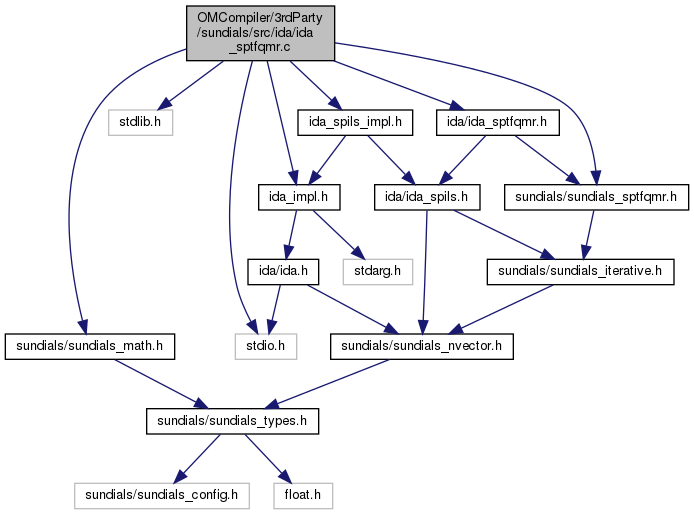 OMCompiler/3rdParty
/sundials/src/ida/ida
_sptfqmr.c
stdlib.h
ida_spils_impl.h
ida/ida_sptfqmr.h
ida_impl.h
ida/ida_spils.h
sundials/sundials_sptfqmr.h
ida/ida.h
stdarg.h
sundials/sundials_iterative.h
sundials/sundials_math.h
stdio.h
sundials/sundials_nvector.h
sundials/sundials_types.h
sundials/sundials_config.h
float.h